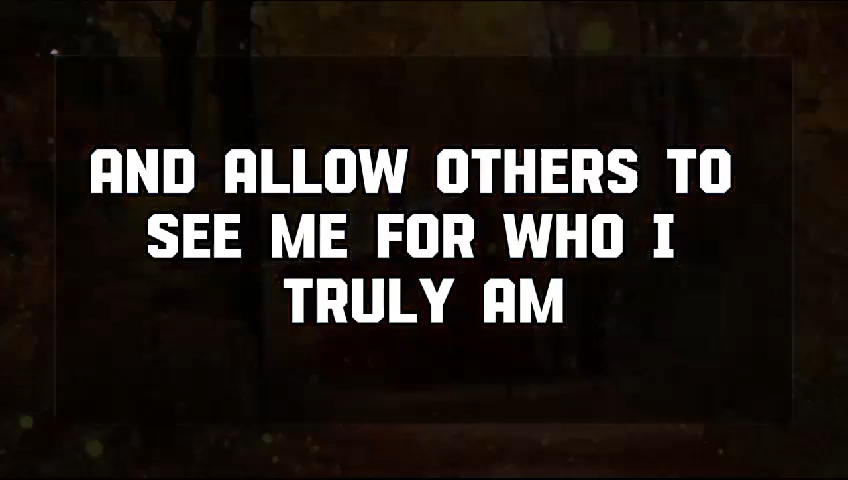 AND ALLOW OTHERS TO
SEE ME FOR WHO I
TRULY AM